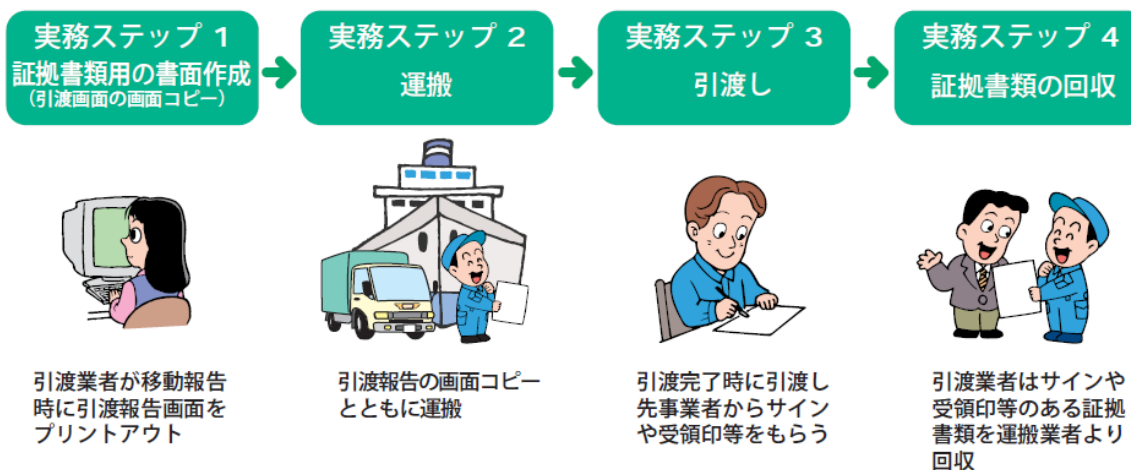 実務ステップ 1
証拠書類用の書面作成
（引渡画面の画面コピー）
実務ステップ 2
運搬
実務ステップ 3
引渡し
実務ステップ 4
証拠書類の回収
引渡業者が移動報告
時に引渡報告画面を
プリントアウト
引渡報告の画面コピー
とともに運搬
引渡完了時に引渡し
先事業者からサイン
や受領印等をもらう
引渡業者はサインや
受領印等のある証拠
書類を運搬業者より
回収